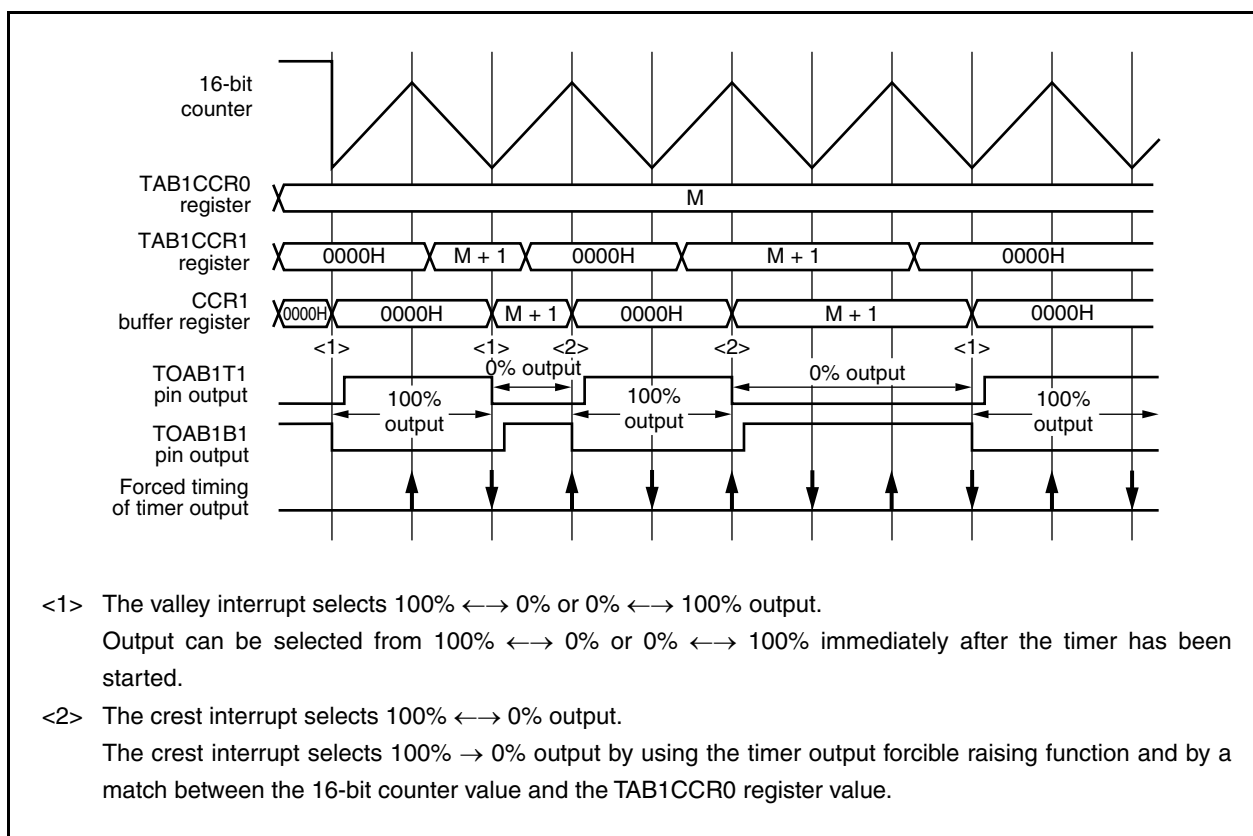 16-bit
counter
TAB1CCR0
register
M
TAB1CCR1
register
0000H M + 1 0000H M + 1 0000H
CCR1
buffer register
0000H 0000H M + 1 0000H M + 1 0000H
<1> <1> <2> <2> <1>
TOAB1T1
pin output
0% output 0% output
100%
output
100%
output
100%
output
TOAB1B1
pin output
Forced timing
of timer output
<1> The valley interrupt selects 100% ←→ 0% or 0% ←→ 100% output.
Output can be selected from 100% ←→ 0% or 0% ←→ 100% immediately after the timer has been
started.
<2> The crest interrupt selects 100% ←→ 0% output.
The crest interrupt selects 100% → 0% output by using the timer output forcible raising function and by a
match between the 16-bit counter value and the TAB1CCR0 register value.